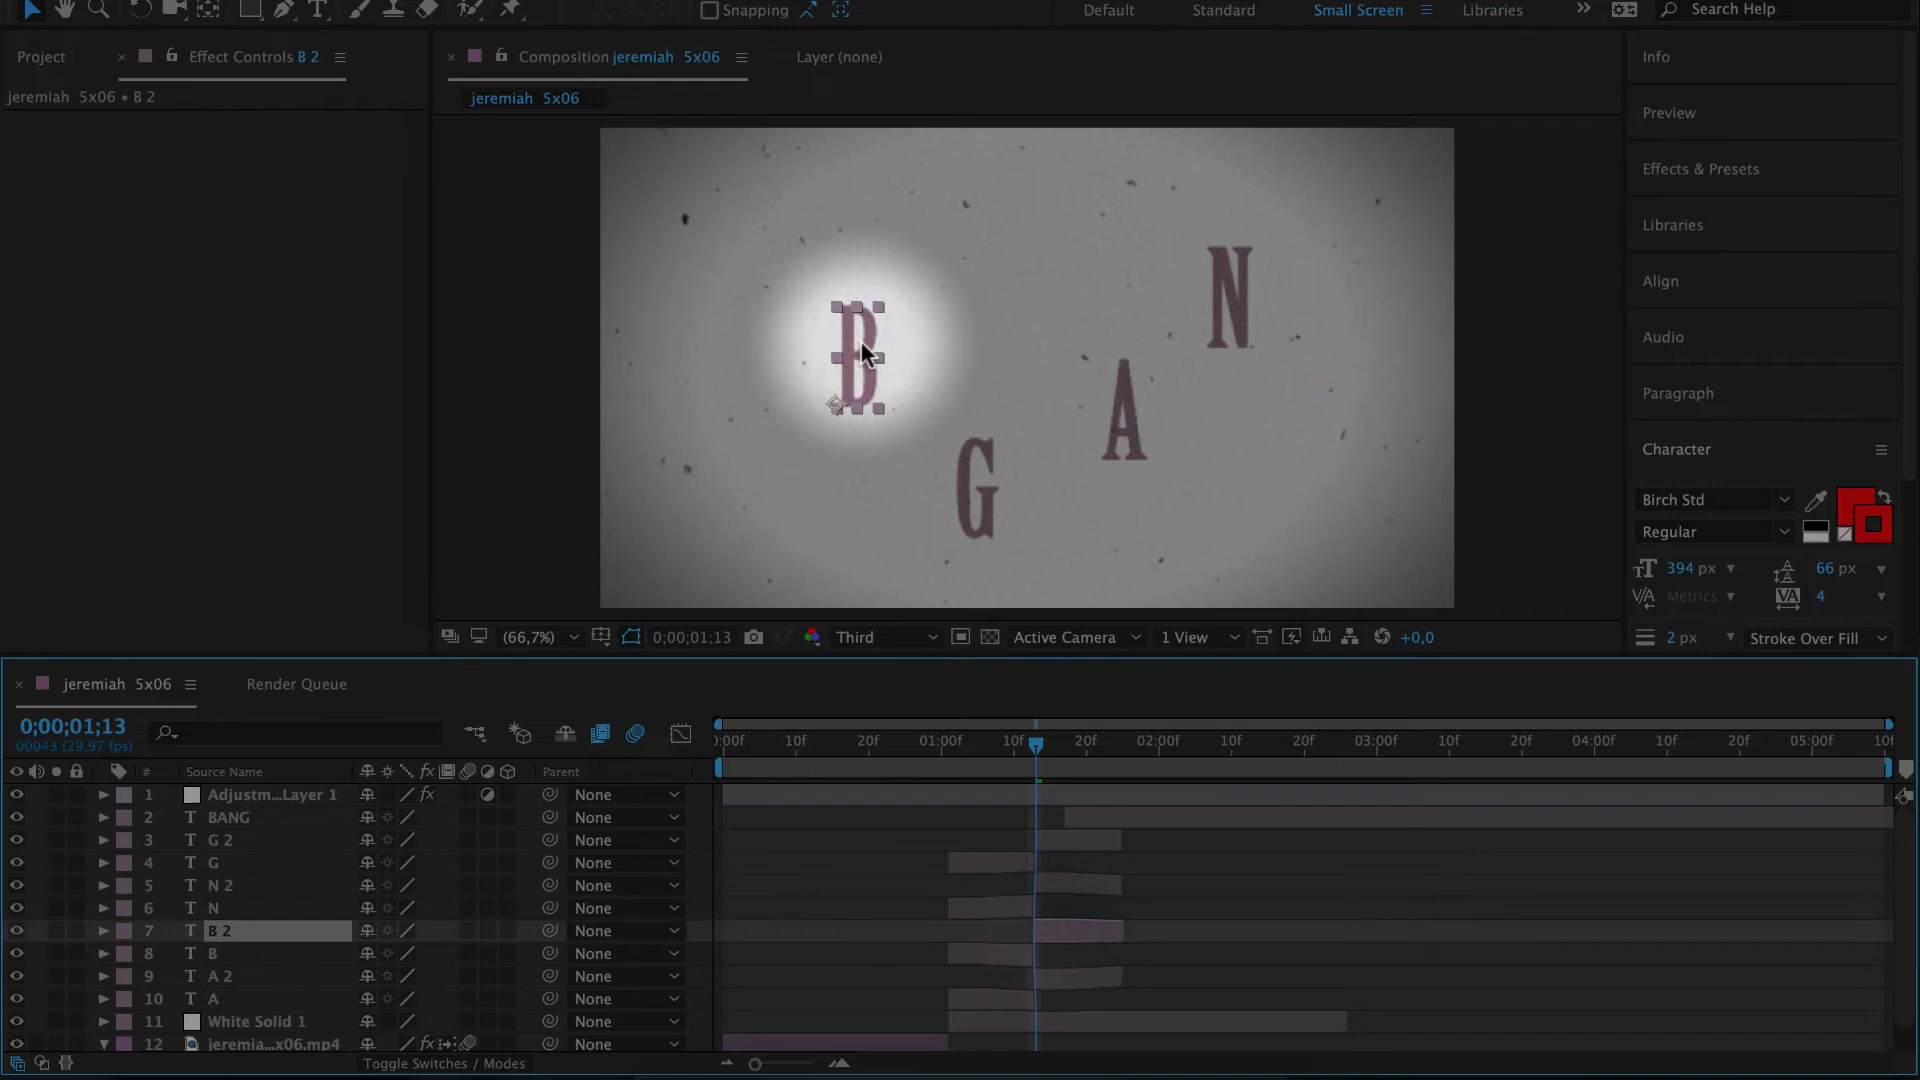 Snapping
Default
Standard
Small Screen
Libraries
Search Help
Project
Effect Controls B 2
Composition jeremiah 5x06
Layer (none)
Info
jeremiah 5x06 • B 2
jeremiah 5x06
Preview
Effects & Presets
Libraries
Align
Audio
Paragraph
Character
N
B
A
G
Birch Std
Regular
394 px
66 px
Metrics
4
2 px
Stroke Over Fill
(66,7%)
0;00;01;13
Third
Active Camera
1 View
+0,0
jeremiah 5x06
Render Queue
0;00;01;13
00043 (29.97 fps)
:00f 10f 20f 01:00f 10f 20f 02:00f 10f 20f 03:00f 10f 20f 04:00f 10f 20f 05:00f 10f
# Source Name fx Parent
1 Adjustm...Layer 1 fx None
2 T BANG None
3 T G 2 None
4 T G None
5 T N 2 None
6 T N None
7 T B 2 None
8 T B None
9 T A 2 None
10 T A None
11 White Solid 1 None
12 jeremia...x06.mp4 fx None
Toggle Switches / Modes